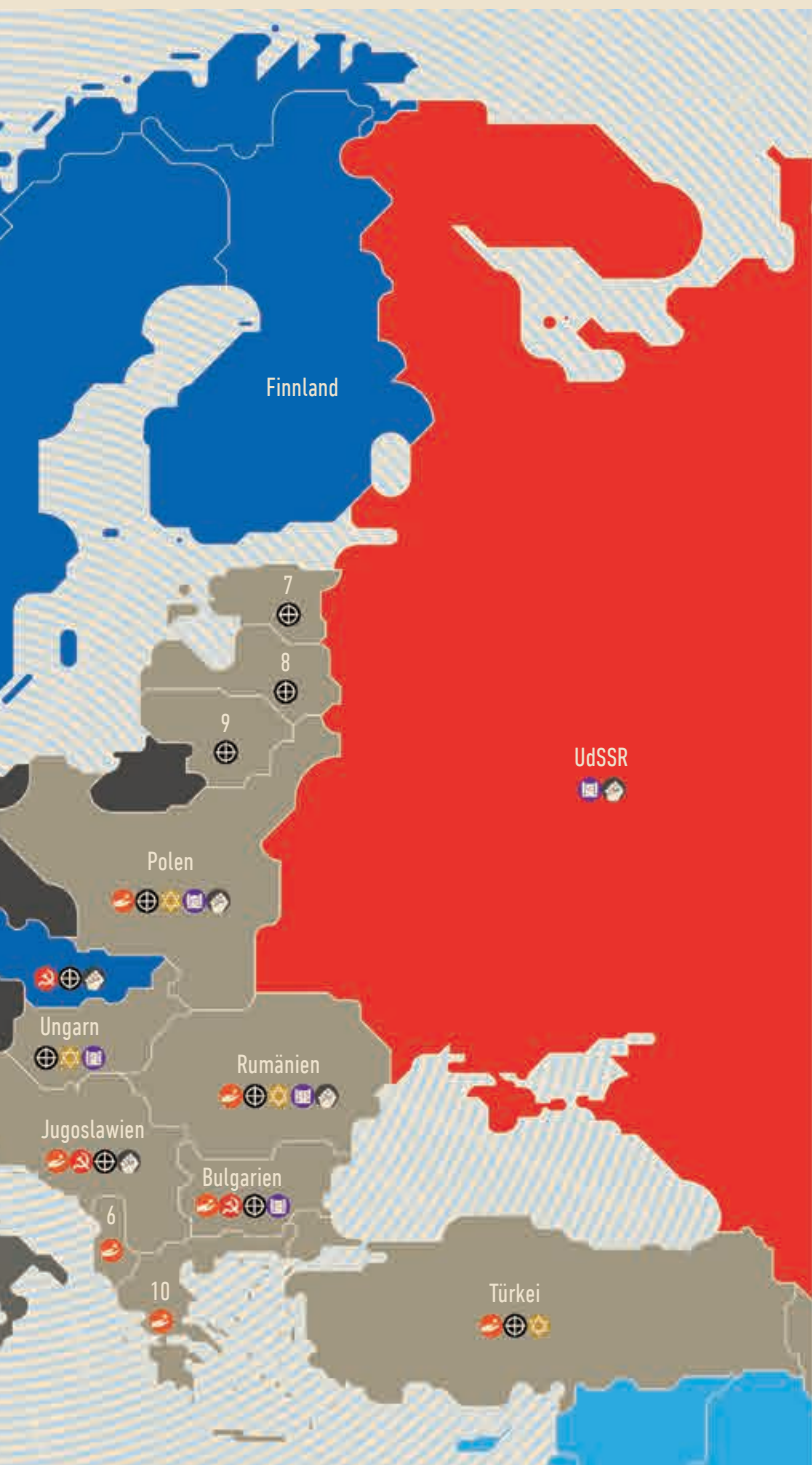 Finnland
7
8
9
UdSSR
Polen
Ungarn
Rumänien
Jugoslawien
Bulgarien
6
10
Türkei